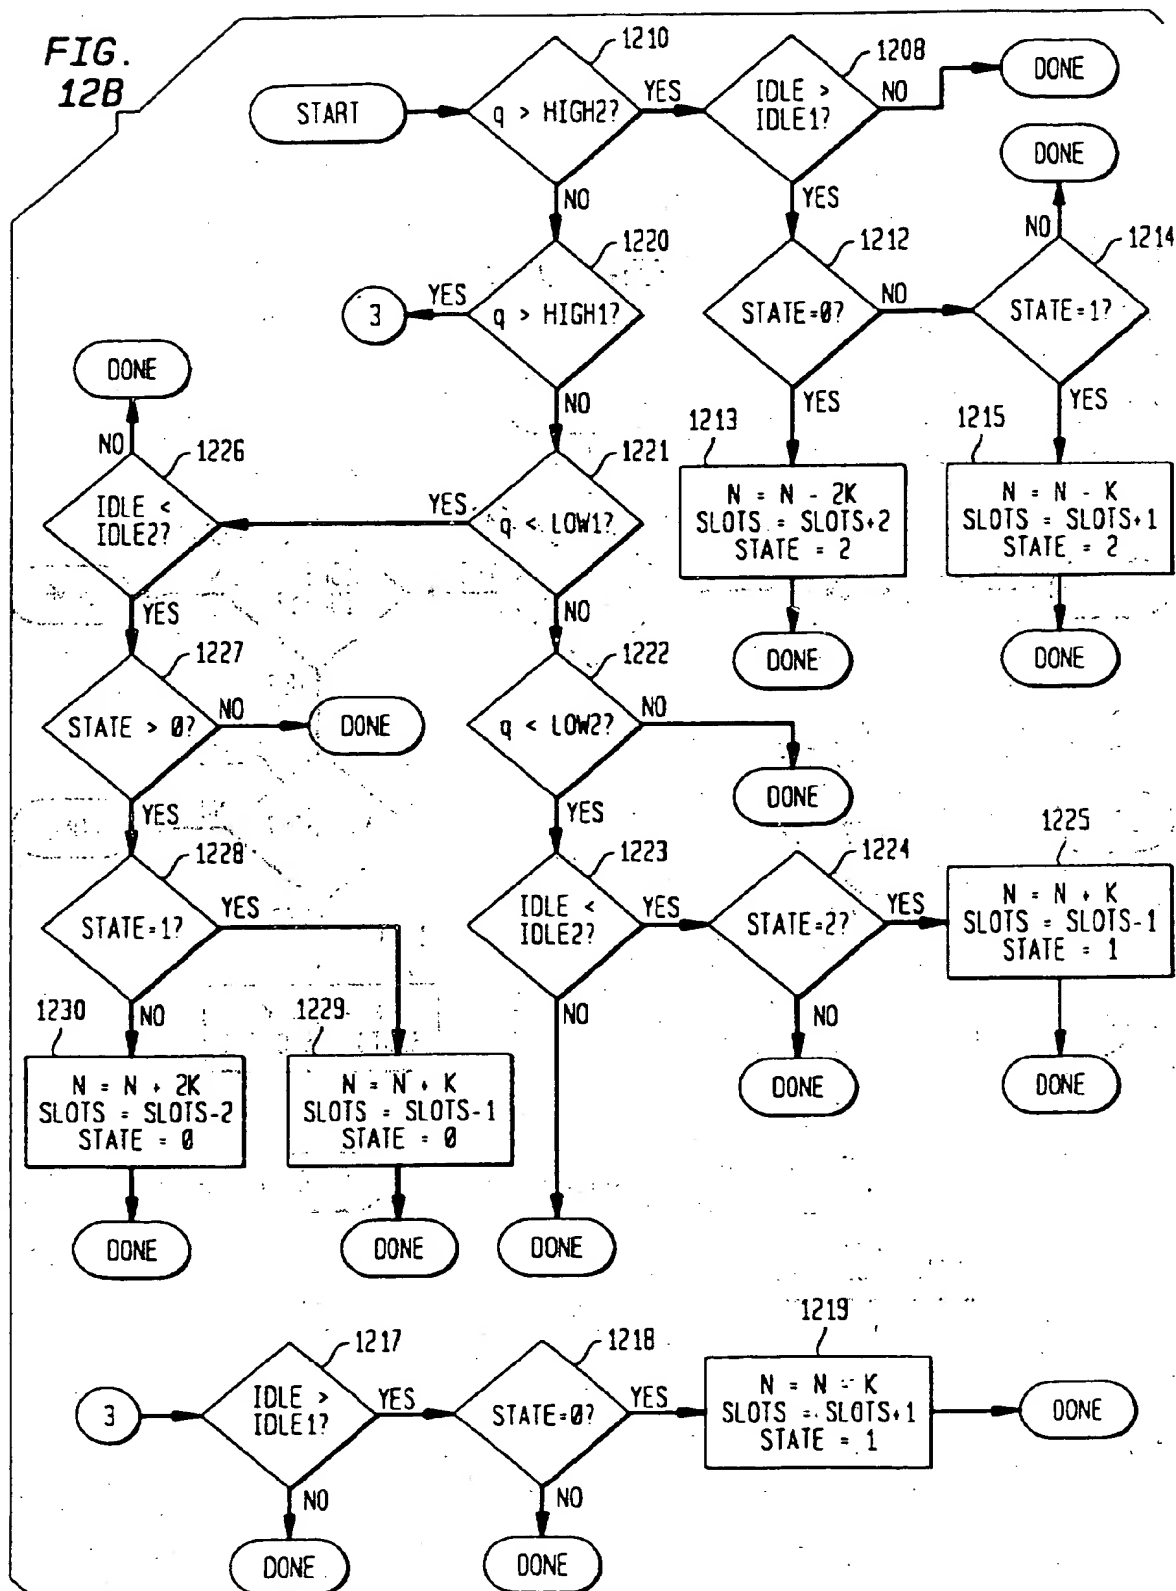 FIG.
12B
START
1210
q > HIGH2?
YES
NO
1208
IDLE >
IDLE1?
NO
DONE
YES
1220
q > HIGH1?
YES
3
NO
1212
STATE=0?
NO
YES
1214
STATE=1?
NO
DONE
YES
1213
N = N - 2K
SLOTS = SLOTS+2
STATE = 2
DONE
1215
N = N - K
SLOTS = SLOTS+1
STATE = 2
DONE
1221
q < LOW1?
YES
NO
1226
IDLE <
IDLE2?
NO
DONE
YES
1227
STATE > 0?
NO
DONE
YES
1222
q < LOW2?
NO
DONE
YES
1228
STATE=1?
YES
NO
1223
IDLE <
IDLE2?
YES
NO
DONE
1224
STATE=2?
YES
NO
DONE
1225
N = N + K
SLOTS = SLOTS-1
STATE = 1
DONE
1230
N = N + 2K
SLOTS = SLOTS-2
STATE = 0
DONE
1229
N = N + K
SLOTS = SLOTS-1
STATE = 0
DONE
3
1217
IDLE >
IDLE1?
YES
NO
DONE
1218
STATE=0?
YES
NO
DONE
1219
N = N - K
SLOTS = SLOTS+1
STATE = 1
DONE